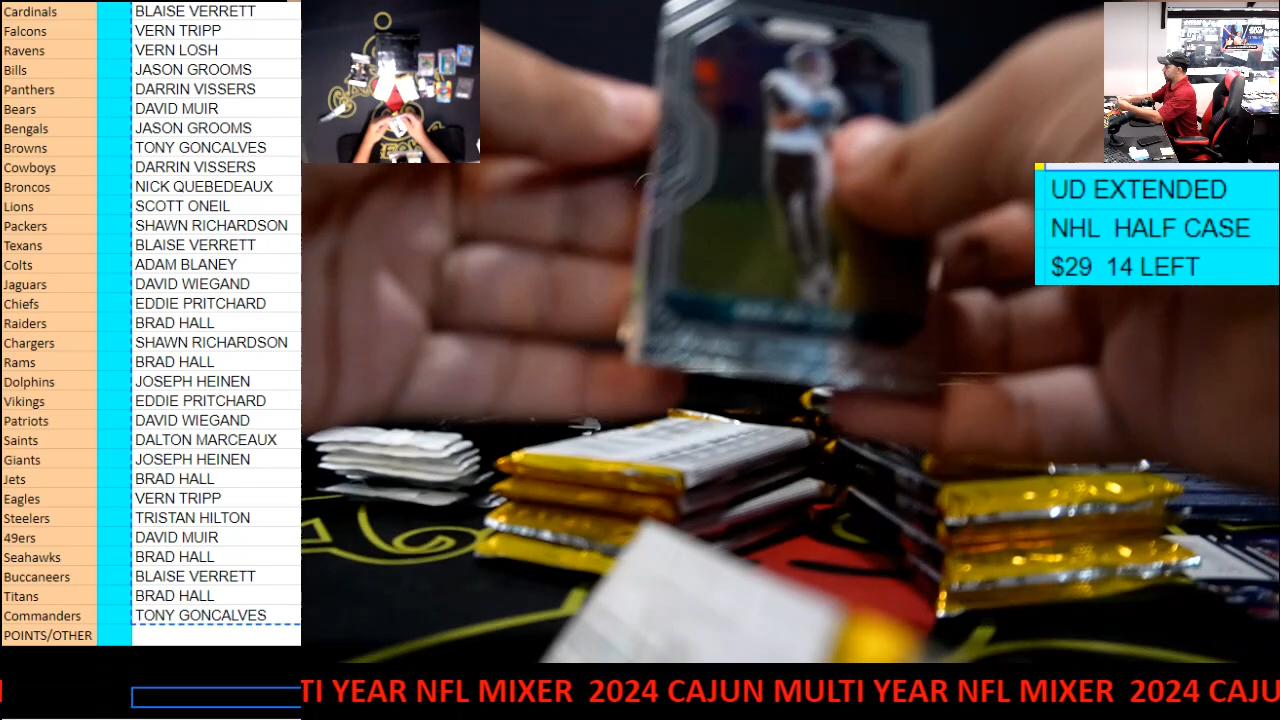 Cardinals BLAISE VERRETT
Falcons VERN TRIPP
Ravens VERN LOSH
Bills JASON GROOMS
Panthers DARRIN VISSERS
Bears DAVID MUIR
Bengals JASON GROOMS
Browns TONY GONCALVES
Cowboys DARRIN VISSERS
Broncos NICK QUEBEDEAUX
Lions SCOTT ONEIL
Packers SHAWN RICHARDSON
Texans BLAISE VERRETT
Colts ADAM BLANEY
Jaguars DAVID WIEGAND
Chiefs EDDIE PRITCHARD
Raiders BRAD HALL
Chargers SHAWN RICHARDSON
Rams BRAD HALL
Dolphins JOSEPH HEINEN
Vikings EDDIE PRITCHARD
Patriots DAVID WIEGAND
Saints DALTON MARCEAUX
Giants JOSEPH HEINEN
Jets BRAD HALL
Eagles VERN TRIPP
Steelers TRISTAN HILTON
49ers DAVID MUIR
Seahawks BRAD HALL
Buccaneers BLAISE VERRETT
Titans BRAD HALL
Commanders TONY GONCALVES
POINTS/OTHER
UD EXTENDED
NHL HALF CASE
$29 14 LEFT
TI YEAR NFL MIXER 2024 CAJUN MULTI YEAR NFL MIXER 2024 CAJU